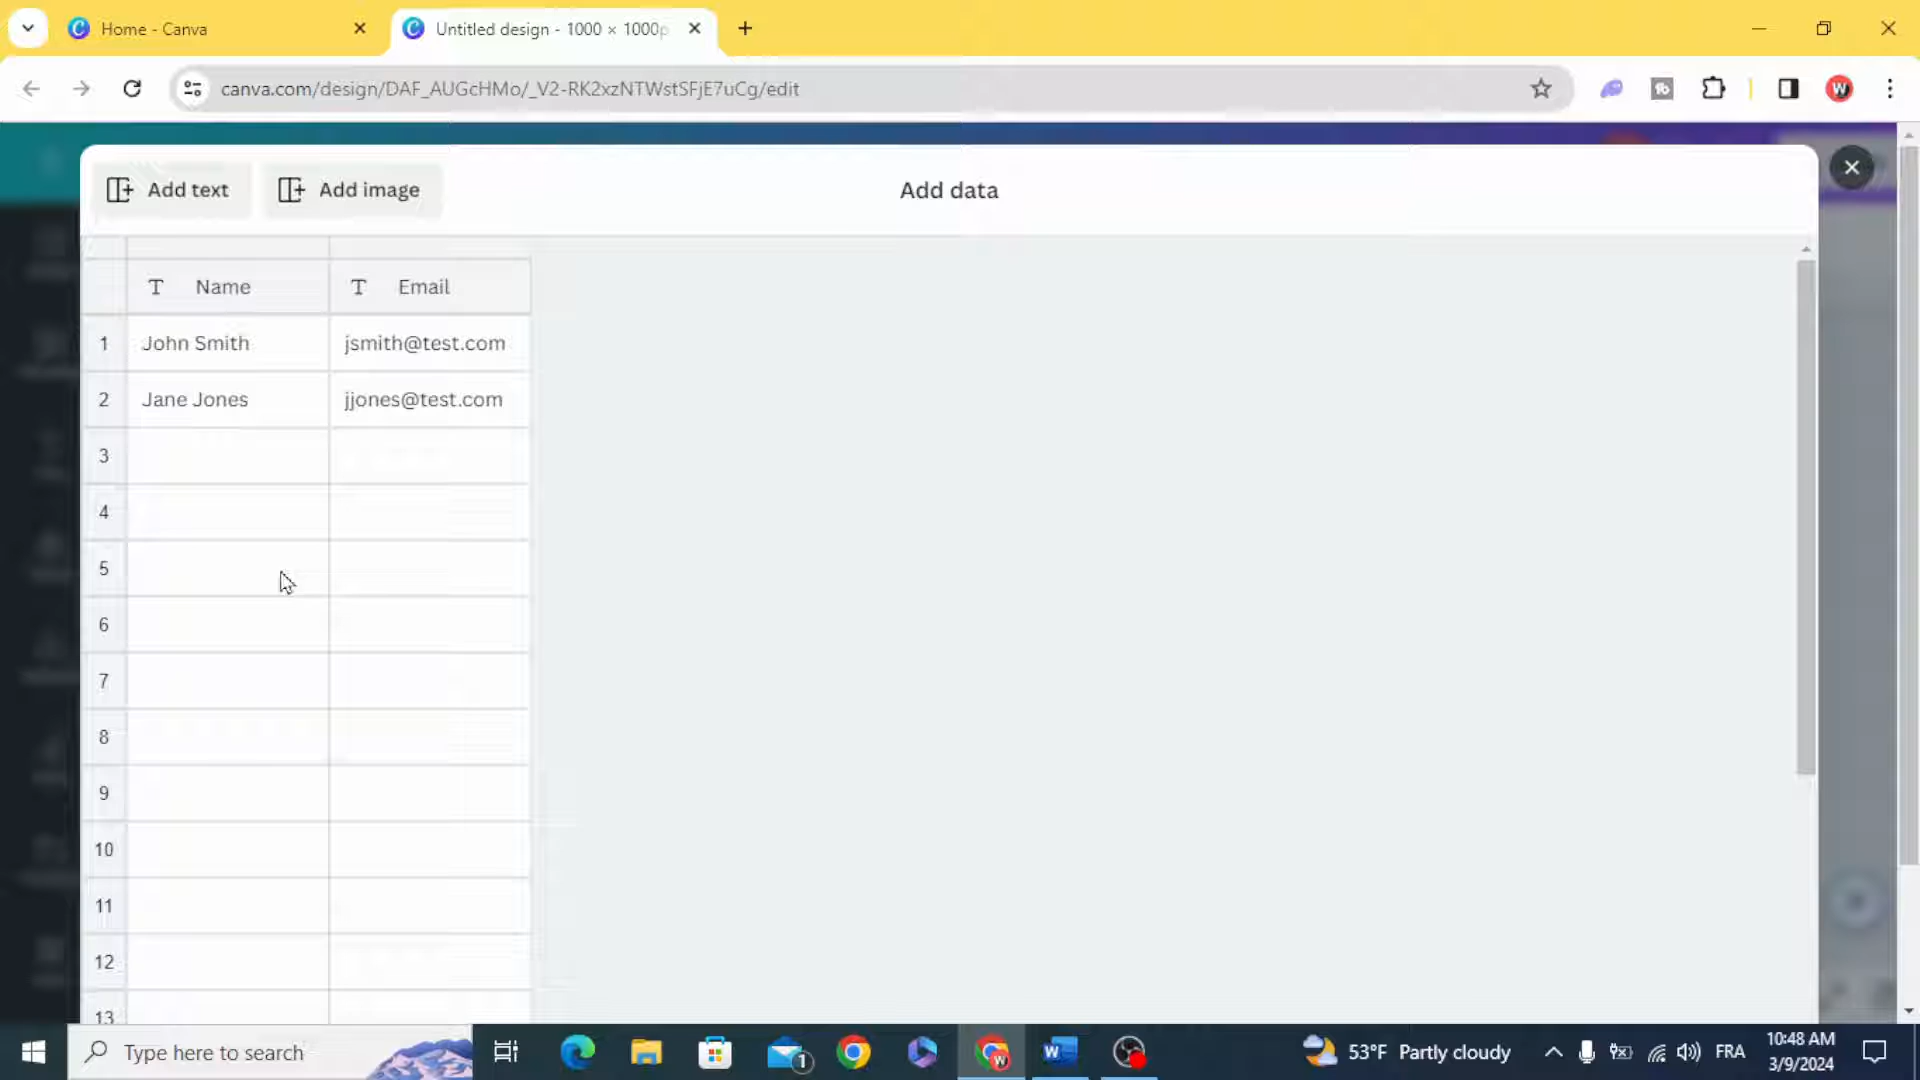 Home - Canva
Untitled design - 1000 × 1000p
canva.com/design/DAF_AUGcHMo/_V2-RK2xzNTWstSFjE7uCg/edit
W
Add text
Add image
Add data
T Name
T Email
1 John Smith jsmith@test.com
2 Jane Jones jjones@test.com
3
4
5
6
7
8
9
10
11
12
13
Type here to search
1
W
W
53°F Partly cloudy
FRA
10:48 AM
3/9/2024